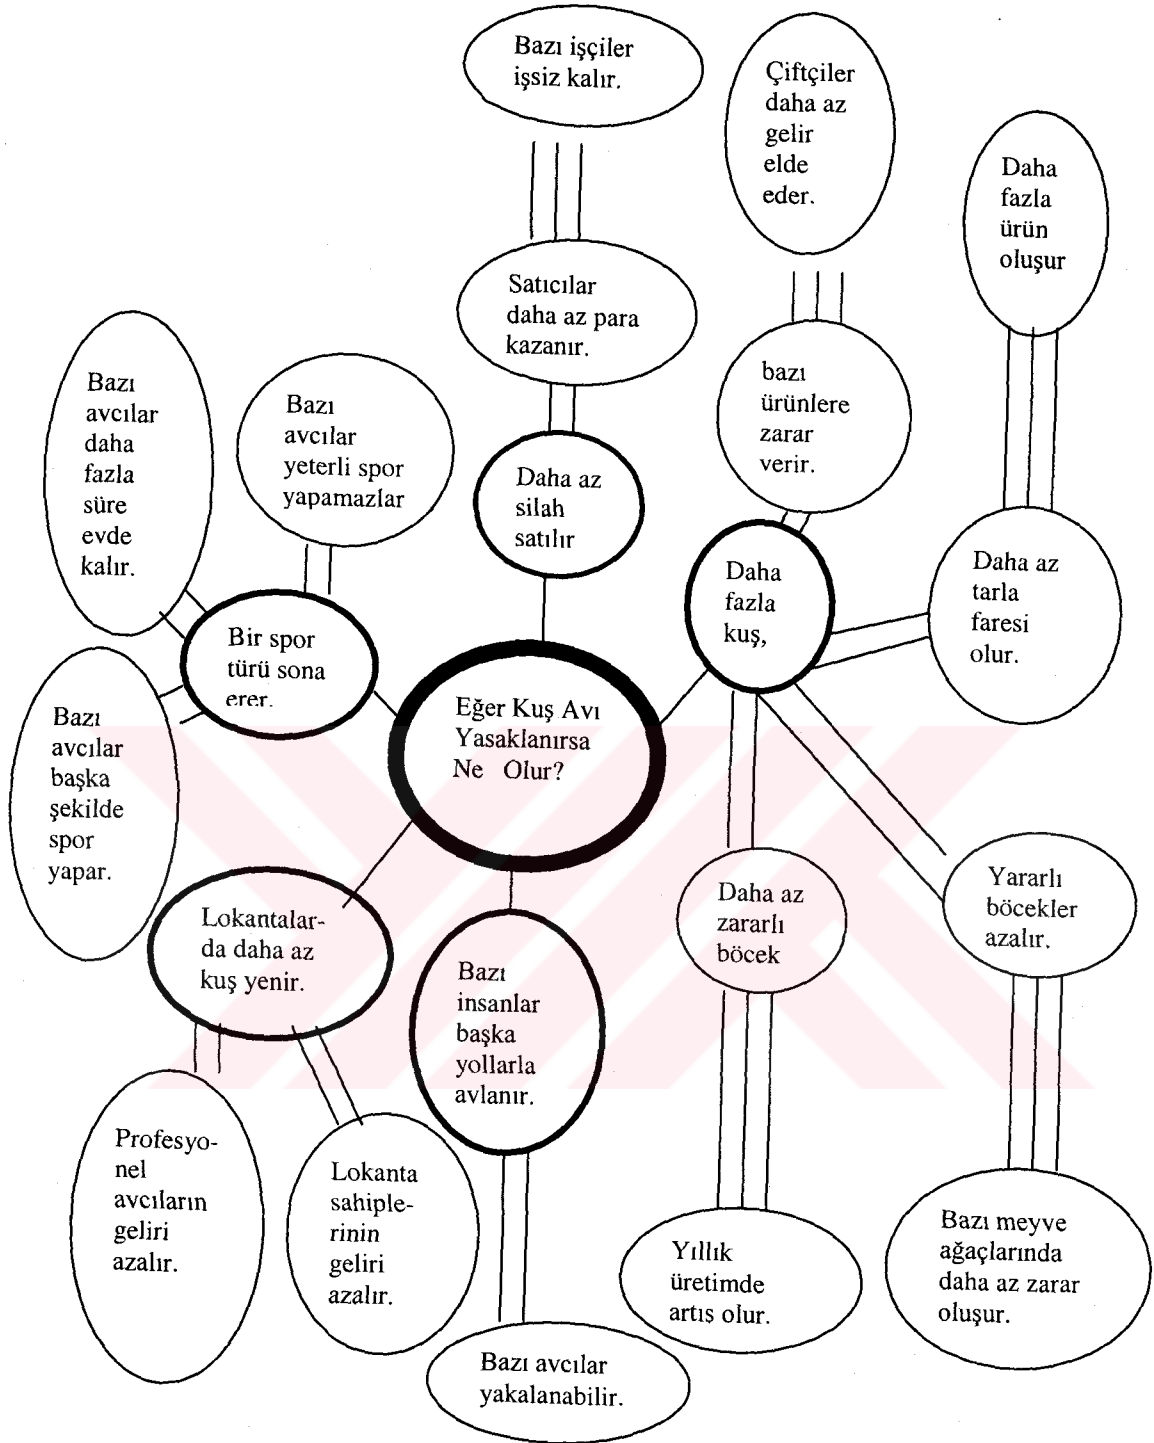 Bazı işçiler
işsiz kalır.
Çiftçiler
daha az
gelir
elde
eder.
Daha
fazla
ürün
oluşur
Satıcılar
daha az para
kazanır.
bazı
ürünlere
zarar
verir.
Bazı
avcılar
daha
fazla
süre
evde
kalır.
Bazı
avcılar
yeterli spor
yapamazlar
Daha az
silah
satılır
Daha
fazla
kuş,
Daha az
tarla
faresi
olur.
Bir spor
türü sona
erer.
Eğer Kuş Avı
Yasaklanırsa
Ne Olur?
Bazı
avcılar
başka
şekilde
spor
yapar.
Lokantalar-
da daha az
kuş yenir.
Bazı
insanlar
başka
yollarla
avlanır.
Daha az
zararlı
böcek
Yararlı
böcekler
azalır.
Profesyo-
nel
avcıların
geliri
azalır.
Lokanta
sahiple-
rinin
geliri
azalır.
Yıllık
üretimde
artıs olur.
Bazı meyve
ağaçlarında
daha az zarar
oluşur.
Bazı avcılar
yakalanabilir.